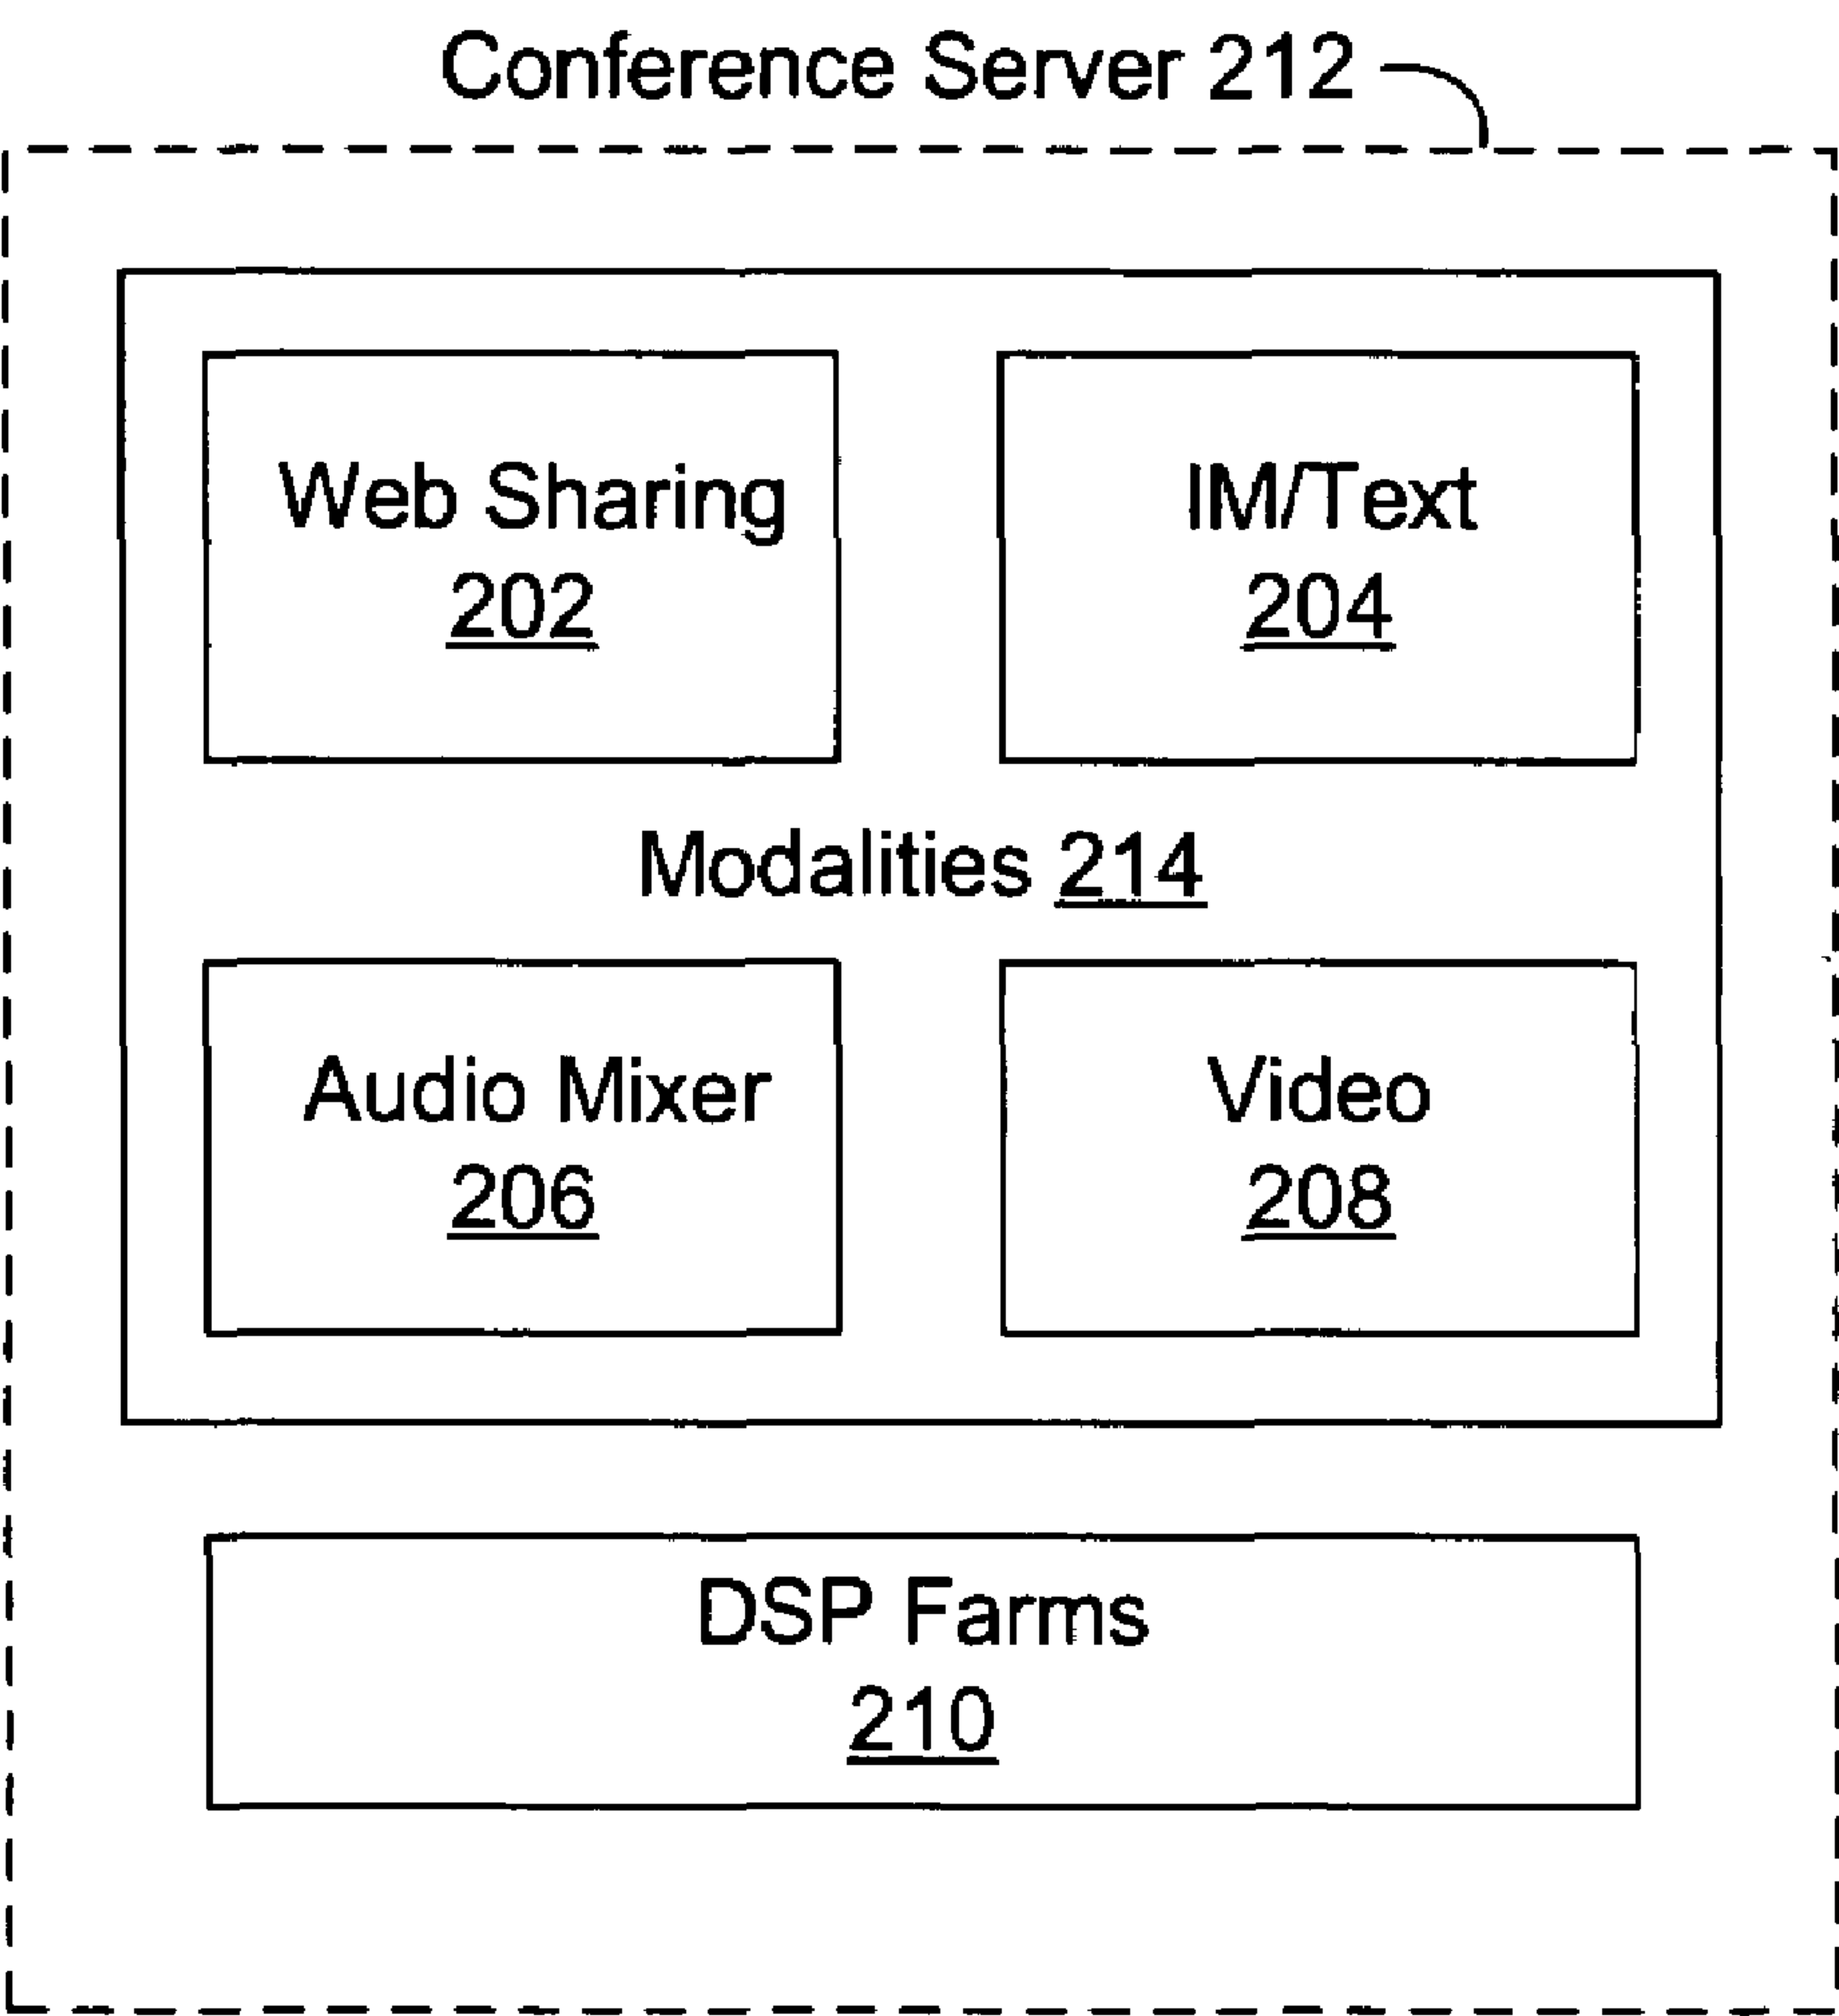 Conference Server 212
Web Sharing
202
IM/Text
204
Modalities 214
Audio Mixer
206
Video
208
DSP Farms
210